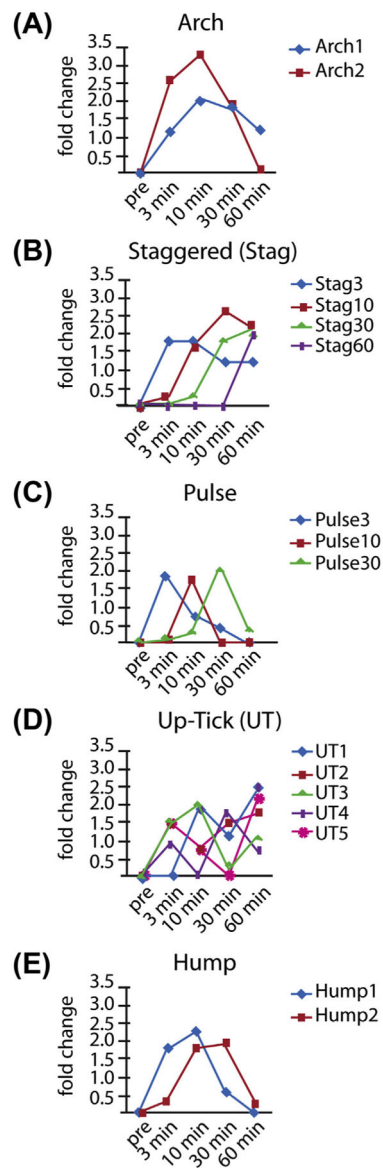 (A)
Arch
fold change
3.5
3.0
2.5
2.0
1.5
1.0
0.5
pre
3 min
10 min
30 min
60 min
Arch1
Arch2
(B)
Staggered (Stag)
fold change
3.5
3.0
2.5
2.0
1.5
1.0
0.5
pre
3 min
10 min
30 min
60 min
Stag3
Stag10
Stag30
Stag60
(C)
Pulse
fold change
3.5
3.0
2.5
2.0
1.5
1.0
0.5
pre
3 min
10 min
30 min
60 min
Pulse3
Pulse10
Pulse30
(D)
Up-Tick (UT)
fold change
3.5
3.0
2.5
2.0
1.5
1.0
0.5
pre
3 min
10 min
30 min
60 min
UT1
UT2
UT3
UT4
UT5
(E)
Hump
fold change
3.5
3.0
2.5
2.0
1.5
1.0
0.5
pre
3 min
10 min
30 min
60 min
Hump1
Hump2